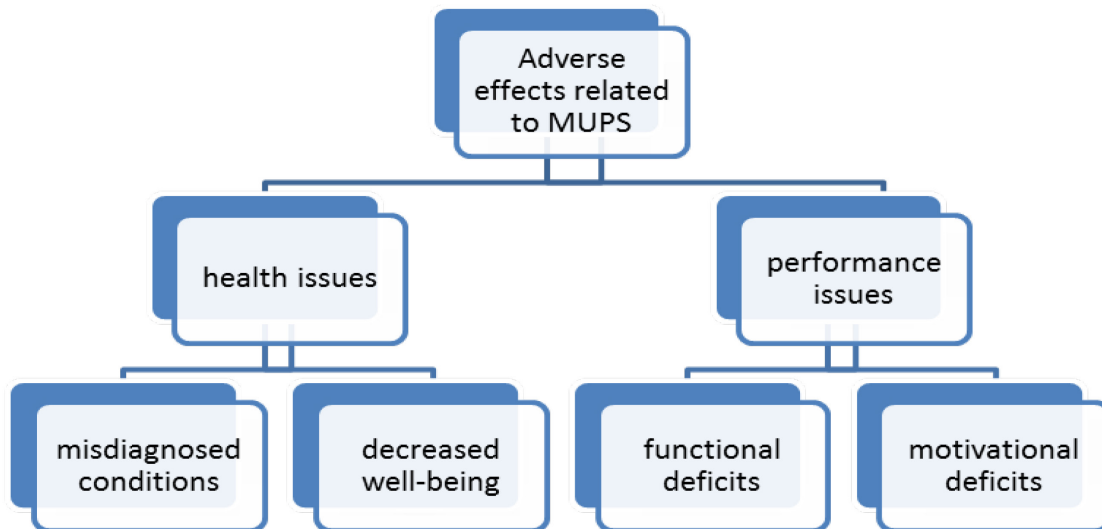 Adverse
effects related
to MUPS
health issues
performance
issues
misdiagnosed
conditions
decreased
well-being
functional
deficits
motivational
deficits